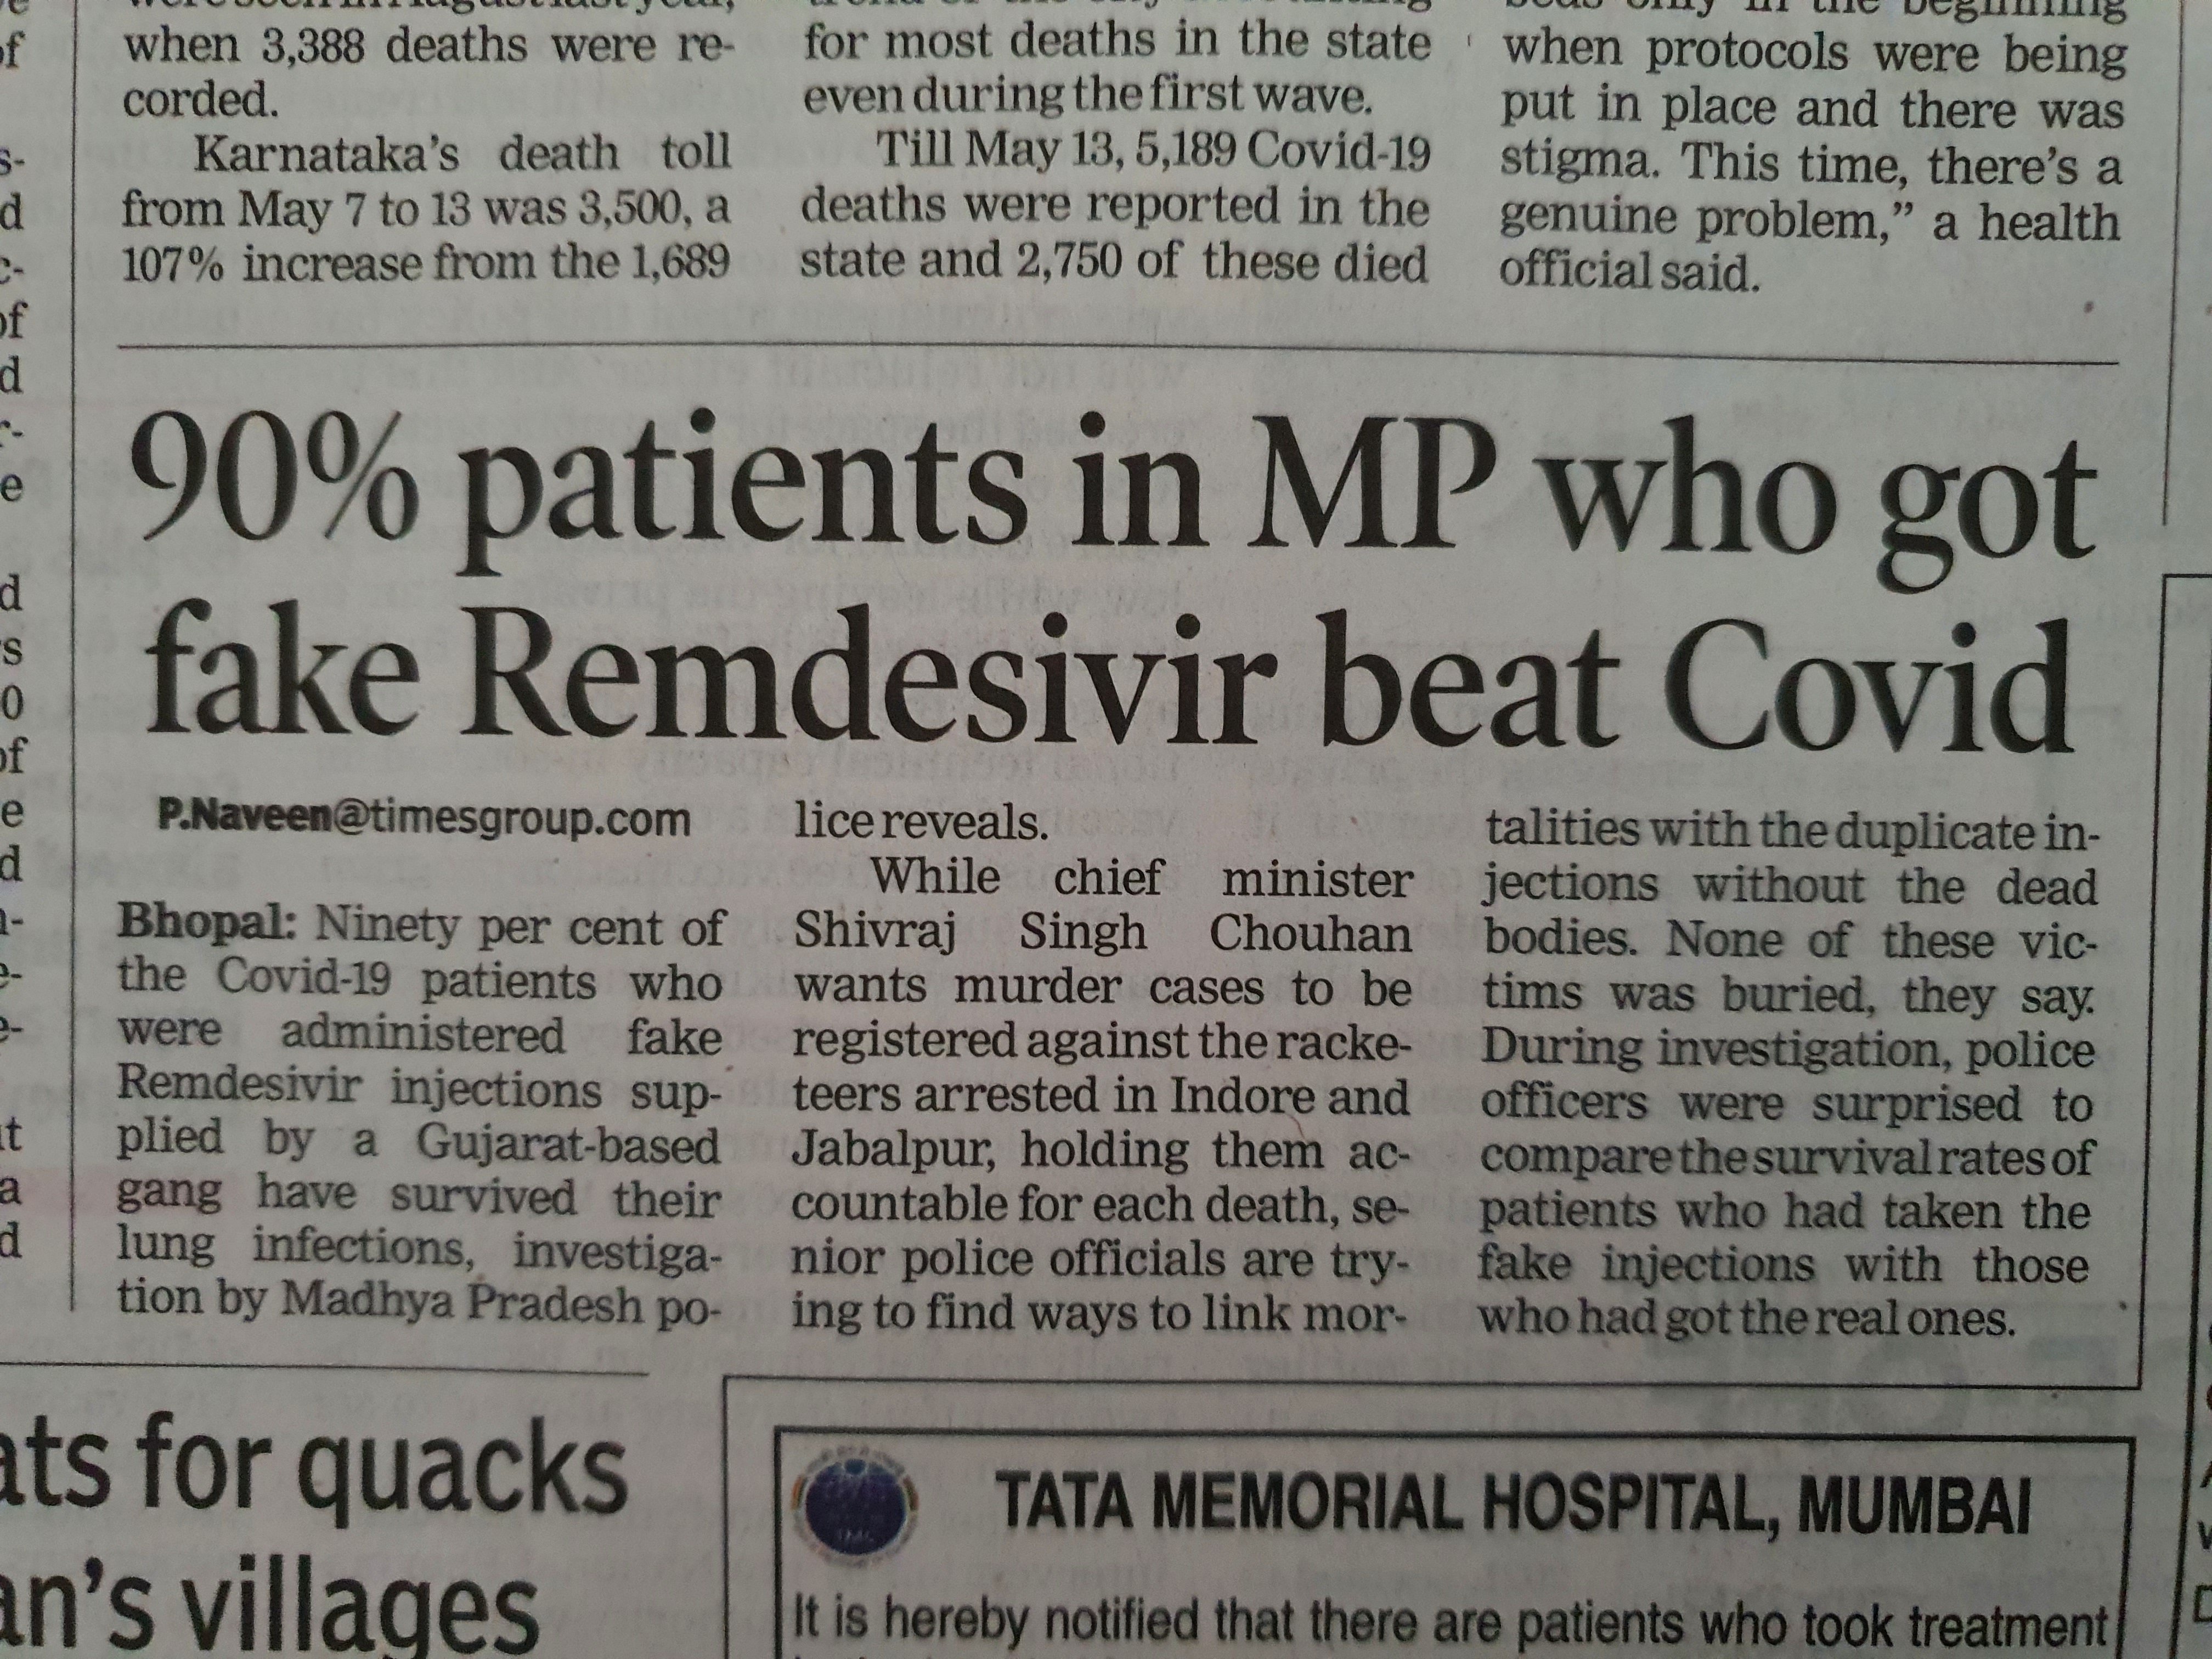 when 3,388 deaths were re-
corded.
Karnataka's death toll
from May 7 to 13 was 3,500, a
107% increase from the 1,689
for most deaths in the state
even during the first wave.
Till May 13, 5,189 Covid-19
deaths were reported in the
state and 2,750 of these died
beds only in the beginning
when protocols were being
put in place and there was
stigma. This time, there's a
genuine problem," a health
official said.
90% patients in MP who got
fake Remdesivir beat Covid
P.Naveen@timesgroup.com
Bhopal: Ninety per cent of
the Covid-19 patients who
were administered fake
Remdesivir injections sup-
plied by a Gujarat-based
gang have survived their
lung infections, investiga-
tion by Madhya Pradesh po-
lice reveals.
While chief minister
Shivraj Singh Chouhan
wants murder cases to be
registered against the racke-
teers arrested in Indore and
Jabalpur, holding them ac-
countable for each death, se-
nior police officials are try-
ing to find ways to link mor-
talities with the duplicate in-
jections without the dead
bodies. None of these vic-
tims was buried, they say.
During investigation, police
officers were surprised to
compare the survival rates of
patients who had taken the
fake injections with those
who had got the real ones.
ats for quacks
an's villages
TATA MEMORIAL HOSPITAL, MUMBAI
It is hereby notified that there are patients who took treatment